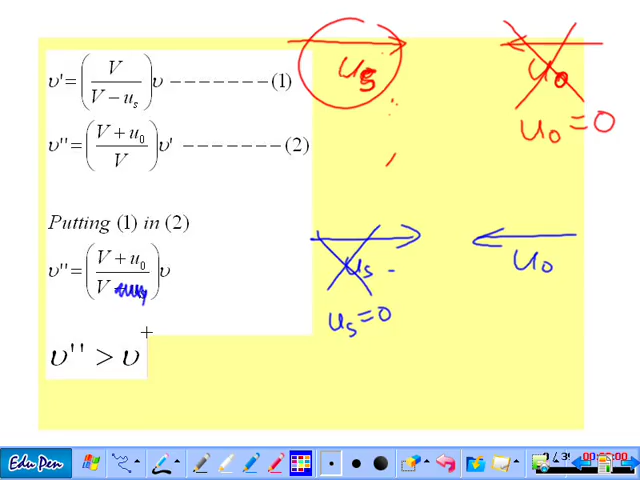 υ' = (V / (V − u_s)) υ −−−−−−− (1)
υ'' = ((V + u_0) / V) υ' −−−−−−− (2)
Putting (1) in (2)
υ'' = ((V + u_0) / V) υ
υ'' > υ
u_s
u_0
u_0 = 0
u_s
u_0
u_s = 0
Edu Pen